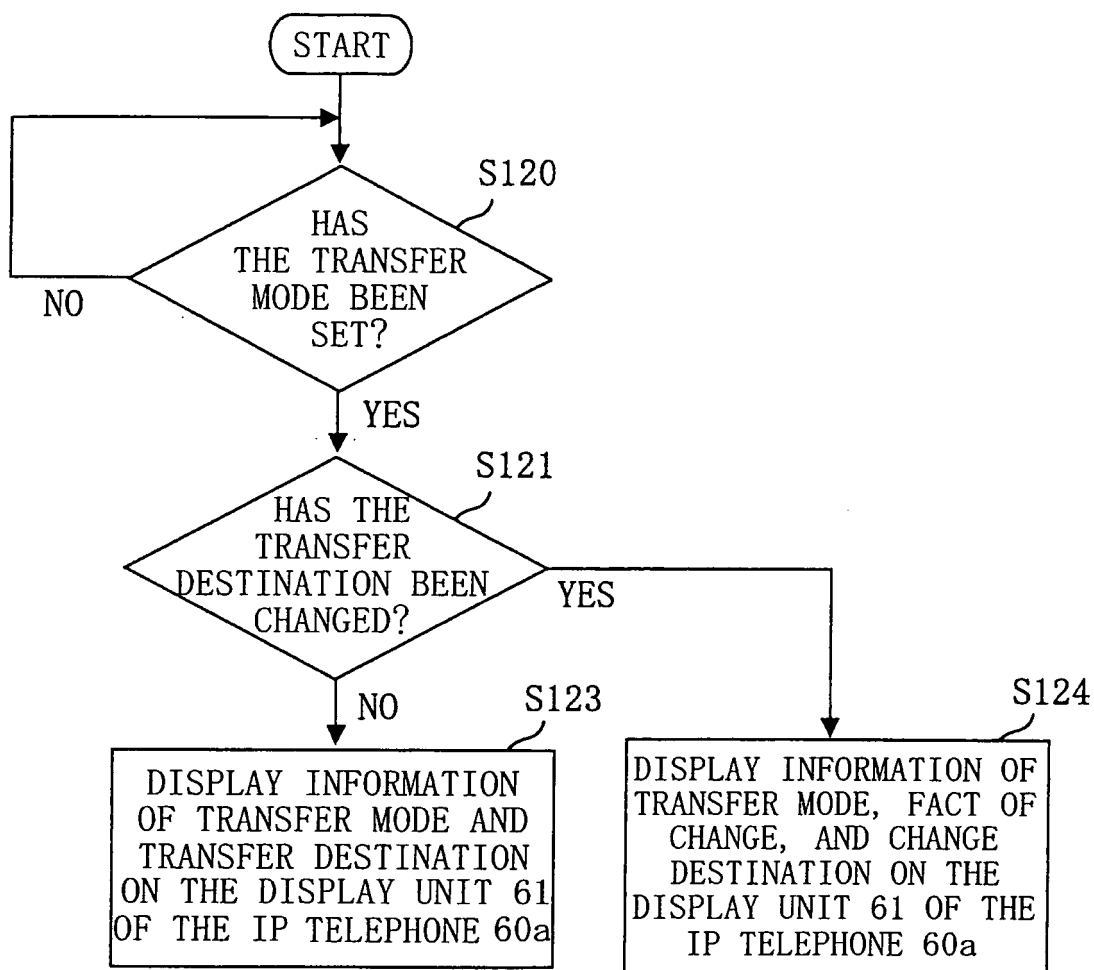 START
S120
HAS
THE TRANSFER
MODE BEEN
SET?
NO
YES
S121
HAS THE
TRANSFER
DESTINATION BEEN
CHANGED?
YES
NO
S123
DISPLAY INFORMATION
OF TRANSFER MODE AND
TRANSFER DESTINATION
ON THE DISPLAY UNIT 61
OF THE IP TELEPHONE 60a
S124
DISPLAY INFORMATION OF
TRANSFER MODE, FACT OF
CHANGE, AND CHANGE
DESTINATION ON THE
DISPLAY UNIT 61 OF THE
IP TELEPHONE 60a